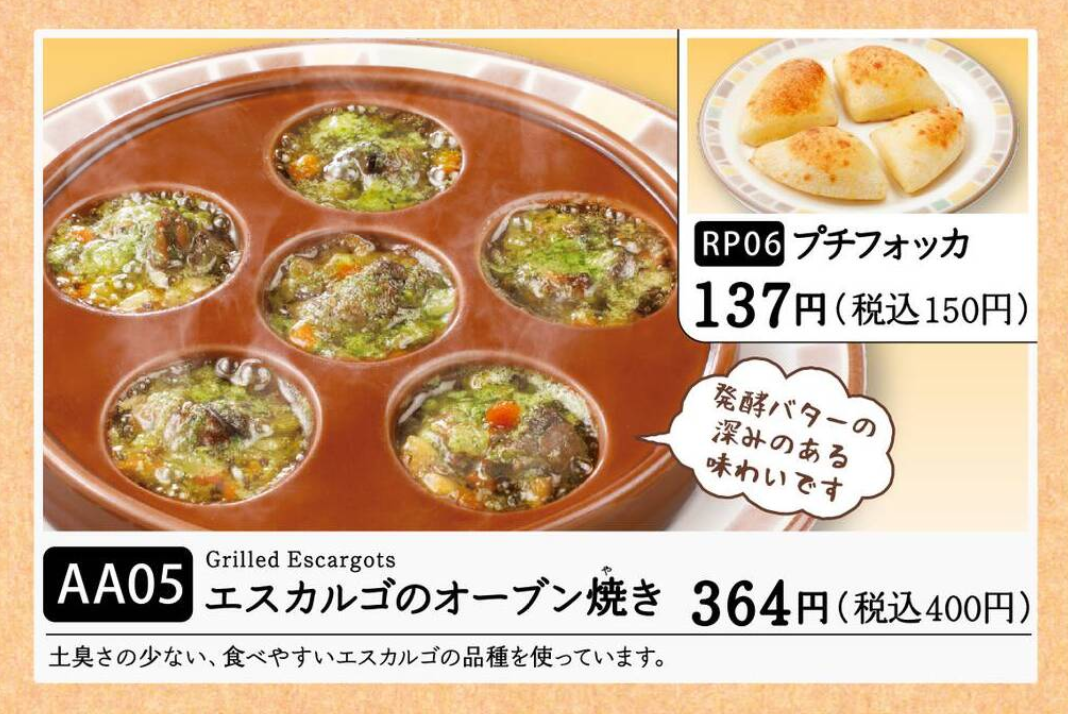 RP06 プチフォッカ
137円(税込150円)
発酵バターの
深みのある
味わいです
Grilled Escargots
AA05 エスカルゴのオーブン焼き 364円(税込400円)
や
土臭さの少ない、食べやすいエスカルゴの品種を使っています。